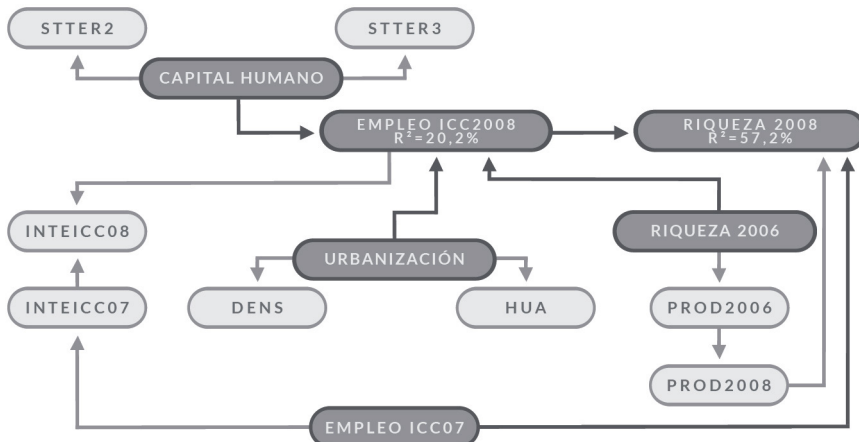 STTER2
STTER3
CAPITAL HUMANO
EMPLEO ICC2008
R²=20,2%
RIQUEZA 2008
R²=57,2%
INTEICC08
RIQUEZA 2006
URBANIZACIÓN
INTEICC07
DENS
HUA
PROD2006
PROD2008
EMPLEO ICC07